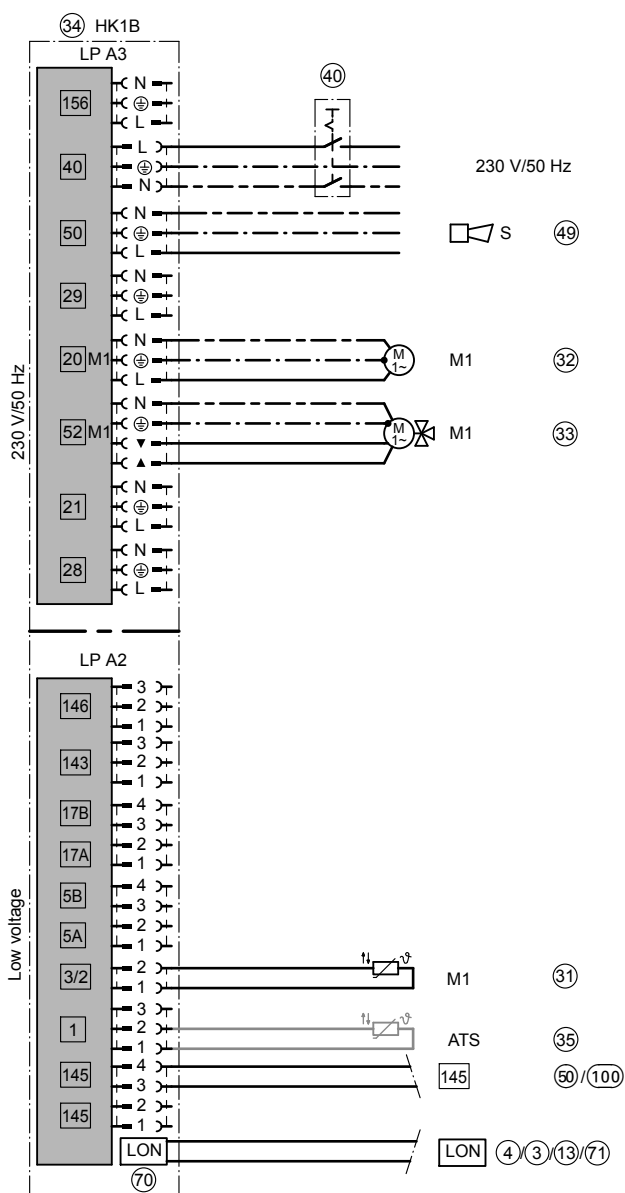 34 HK1B
LP A3
40
156 N
L
40 L 230 V/50 Hz
N
50 N
S 49
L
29 N
L
20 M1 N
M 1~ M1 32
L
52 M1 N
M 1~ M1 33
▼
▲
21 N
L
28 N
L
230 V/50 Hz
LP A2
146 3
2
1
143 3
2
1
17B 4
3
17A 2
1
5B 4
3
5A 2
1
3/2 2 ϑ M1 31
1
1 3
2 ϑ ATS 35
1
145 4 145 50/100
3
145 2
1
LON LON 4/3/13/71
70
Low voltage